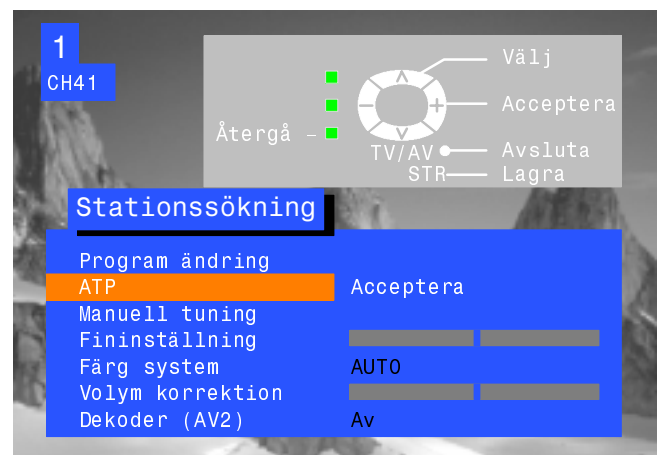 1
CH41
Välj
Acceptera
Återgå –
TV/AV Avsluta
STR Lagra
Stationssökning
Program ändring
ATP Acceptera
Manuell tuning
Fininställning
Färg system AUTO
Volym korrektion
Dekoder (AV2) Av